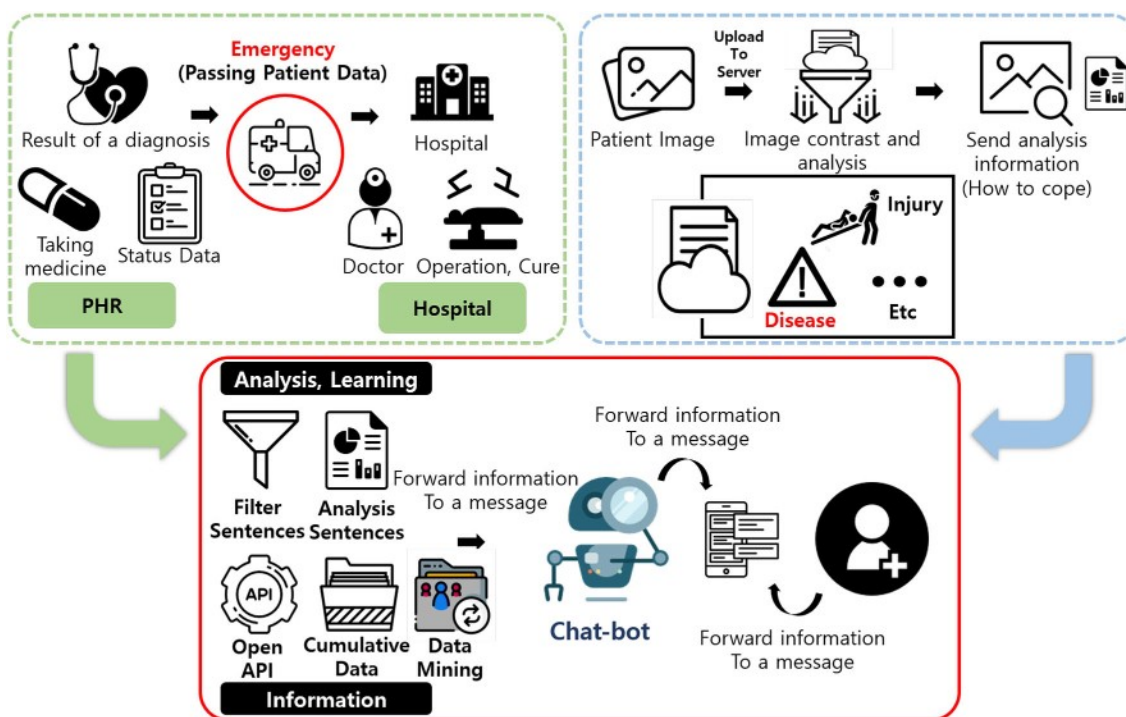 Emergency
(Passing Patient Data)
Result of a diagnosis
Hospital
Taking
medicine
Status Data
Doctor
Operation, Cure
PHR
Hospital
Upload
To
Server
Patient Image
Image contrast and
analysis
Send analysis
information
(How to cope)
Injury
Disease
Etc
Analysis, Learning
Filter
Sentences
Analysis
Sentences
Forward information
To a message
Forward information
To a message
API
Open
API
Cumulative
Data
Data
Mining
Chat-bot
Forward information
To a message
Information